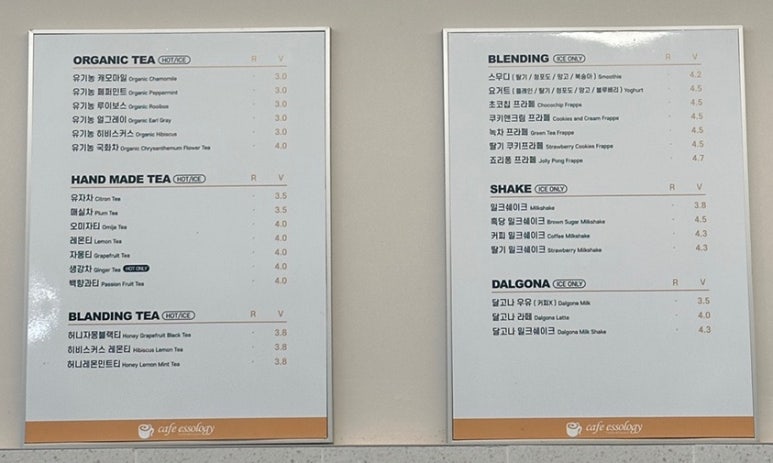 ORGANIC TEA HOT/ICE R V
유기농 캐모마일 Organic Chamomile - 3.0
유기농 페퍼민트 Organic Peppermint - 3.0
유기농 루이보스 Organic Rooibos - 3.0
유기농 얼그레이 Organic Earl Gray - 3.0
유기농 히비스커스 Organic Hibiscus - 3.0
유기농 국화차 Organic Chrysanthemum Flower Tea - 4.0
HAND MADE TEA HOT/ICE R V
유자차 Citron Tea - 3.5
매실차 Plum Tea - 3.5
오미자티 Omija Tea - 4.0
레몬티 Lemon Tea - 4.0
자몽티 Grapefruit Tea - 4.0
생강차 Ginger Tea HOT ONLY - 4.0
백향과티 Passion Fruit Tea - 4.0
BLANDING TEA HOT/ICE R V
허니자몽블랙티 Honey Grapefruit Black Tea - 3.8
히비스커스 레몬티 Hibiscus Lemon Tea - 3.8
허니레몬민트티 Honey Lemon Mint Tea - 3.8
cafe essology
BLENDING ICE ONLY R V
스무디 ( 딸기 / 청포도 / 망고 / 복숭아 ) Smoothie - 4.2
요거트 ( 플레인 / 딸기 / 청포도 / 망고 / 블루베리 ) Yoghurt - 4.5
초코칩 프라페 Chocochip Frappe - 4.5
쿠키앤크림 프라페 Cookies and Cream Frappe - 4.5
녹차 프라페 Green Tea Frappe - 4.5
딸기 쿠키프라페 Strawberry Cookies Frappe - 4.5
죠리퐁 프라페 Jolly Pong Frappe - 4.7
SHAKE ICE ONLY R V
밀크쉐이크 Milkshake - 3.8
흑당 밀크쉐이크 Brown Sugar Milkshake - 4.5
커피 밀크쉐이크 Coffee Milkshake - 4.3
딸기 밀크쉐이크 Strawberry Milkshake - 4.3
DALGONA ICE ONLY R V
달고나 우유 ( 커피X ) Dalgona Milk - 3.5
달고나 라떼 Dalgona Latte - 4.0
달고나 밀크쉐이크 Dalgona Milk Shake - 4.3
cafe essology